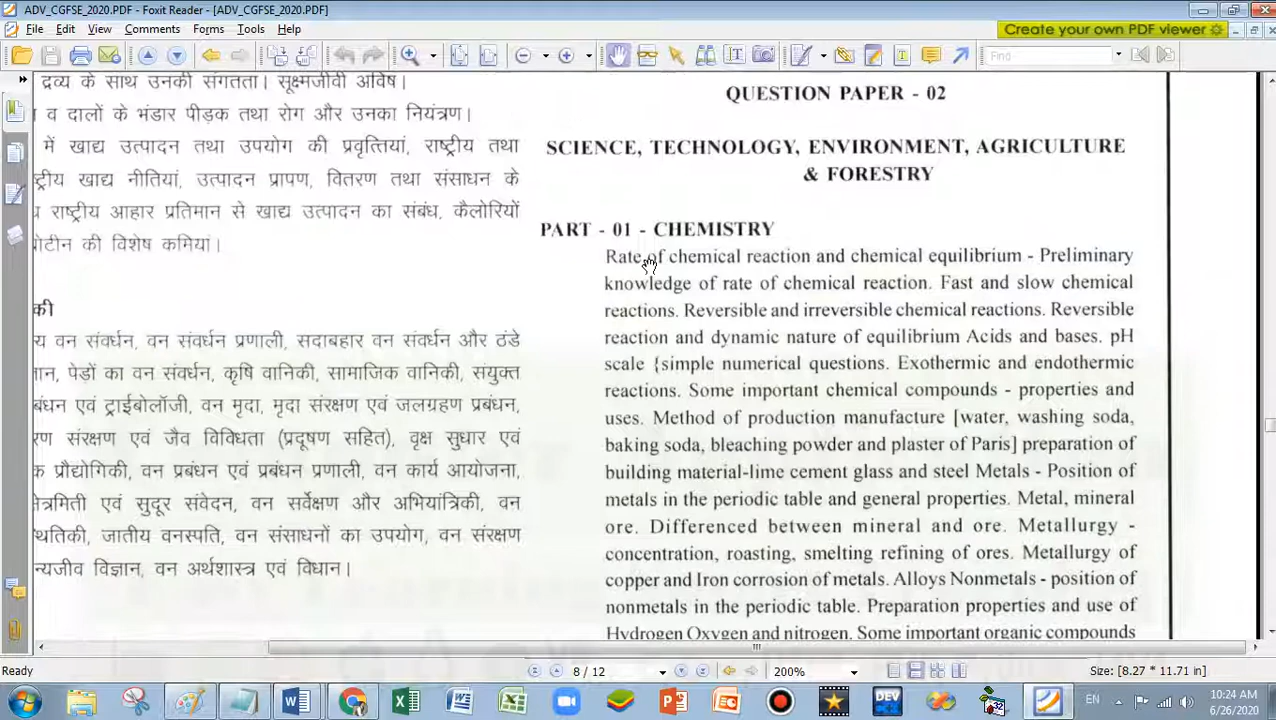 ADV_CGFSE_2020.PDF - Foxit Reader - [ADV_CGFSE_2020.PDF]
File Edit View Comments Forms Tools Help
Create your own PDF viewer
Find
द्रव्य के साथ उनकी संगतता। सूक्ष्मजीवी अविष।
व दालों के भंडार पीड़क तथा रोग और उनका नियंत्रण।
में खाद्य उत्पादन तथा उपयोग की प्रवृत्तियां, राष्ट्रीय तथा
ट्रीय खाद्य नीतियां, उत्पादन प्रापण, वितरण तथा संसाधन के
राष्ट्रीय आहार प्रतिमान से खाद्य उत्पादन का संबंध, कैलोरियों
ोटीन की विशेष कमियां।
की
य वन संवर्धन, वन संवर्धन प्रणाली, सदाबहार वन संवर्धन और ठंडे
ान, पेड़ों का वन संवर्धन, कृषि वानिकी, सामाजिक वानिकी, संयुक्त
बंधन एवं ट्राईबोलॉजी, वन मृदा, मृदा संरक्षण एवं जलग्रहण प्रबंधन,
रण संरक्षण एवं जैव विविधता (प्रदूषण सहित), वृक्ष सुधार एवं
क प्रौद्योगिकी, वन प्रबंधन एवं प्रबंधन प्रणाली, वन कार्य आयोजना,
त्रमिती एवं सुदूर संवेदन, वन सर्वेक्षण और अभियांत्रिकी, वन
थतिकी, जातीय वनस्पति, वन संसाधनों का उपयोग, वन संरक्षण
न्यजीव विज्ञान, वन अर्थशास्त्र एवं विधान।
QUESTION PAPER - 02
SCIENCE, TECHNOLOGY, ENVIRONMENT, AGRICULTURE
& FORESTRY
PART - 01 - CHEMISTRY
Rate of chemical reaction and chemical equilibrium - Preliminary
knowledge of rate of chemical reaction. Fast and slow chemical
reactions. Reversible and irreversible chemical reactions. Reversible
reaction and dynamic nature of equilibrium Acids and bases. pH
scale {simple numerical questions. Exothermic and endothermic
reactions. Some important chemical compounds - properties and
uses. Method of production manufacture [water, washing soda,
baking soda, bleaching powder and plaster of Paris] preparation of
building material-lime cement glass and steel Metals - Position of
metals in the periodic table and general properties. Metal, mineral
ore. Differenced between mineral and ore. Metallurgy -
concentration, roasting, smelting refining of ores. Metallurgy of
copper and Iron corrosion of metals. Alloys Nonmetals - position of
nonmetals in the periodic table. Preparation properties and use of
Hydrogen Oxygen and nitrogen. Some important organic compounds
Ready
8 / 12
200%
Size: [8.27 * 11.71 in]
DEV
32
EN
10:24 AM
6/26/2020